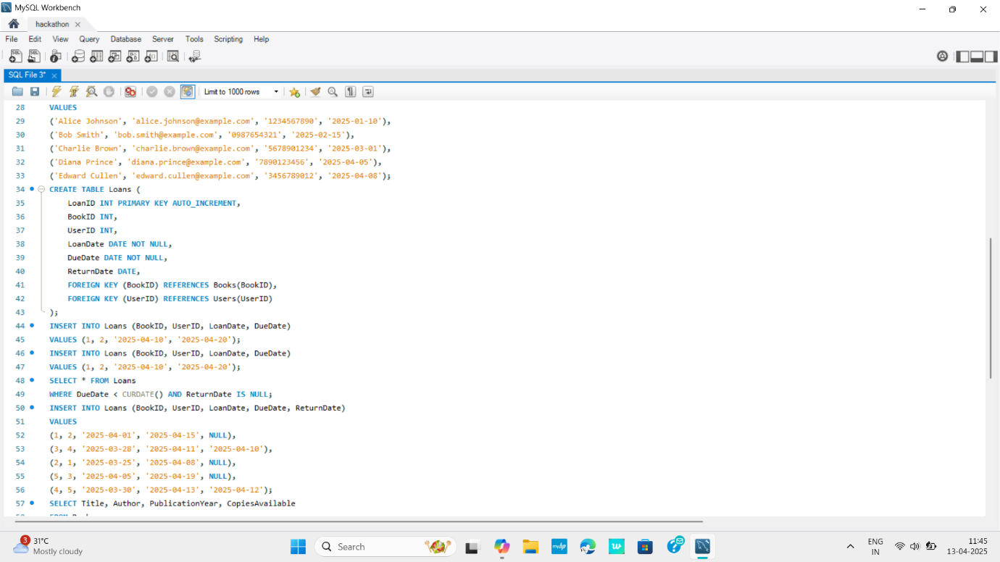 MySQL Workbench
hackathon
File Edit View Query Database Server Tools Scripting Help
SQL File 3*
Limit to 1000 rows
28 VALUES
29 ('Alice Johnson', 'alice.johnson@example.com', '1234567890', '2025-01-10'),
30 ('Bob Smith', 'bob.smith@example.com', '0987654321', '2025-02-15'),
31 ('Charlie Brown', 'charlie.brown@example.com', '5678901234', '2025-03-01'),
32 ('Diana Prince', 'diana.prince@example.com', '7890123456', '2025-04-05'),
33 ('Edward Cullen', 'edward.cullen@example.com', '3456789012', '2025-04-08');
34 CREATE TABLE Loans (
35 LoanID INT PRIMARY KEY AUTO_INCREMENT,
36 BookID INT,
37 UserID INT,
38 LoanDate DATE NOT NULL,
39 DueDate DATE NOT NULL,
40 ReturnDate DATE,
41 FOREIGN KEY (BookID) REFERENCES Books(BookID),
42 FOREIGN KEY (UserID) REFERENCES Users(UserID)
43 );
44 INSERT INTO Loans (BookID, UserID, LoanDate, DueDate)
45 VALUES (1, 2, '2025-04-10', '2025-04-20');
46 INSERT INTO Loans (BookID, UserID, LoanDate, DueDate)
47 VALUES (1, 2, '2025-04-10', '2025-04-20');
48 SELECT * FROM Loans
49 WHERE DueDate < CURDATE() AND ReturnDate IS NULL;
50 INSERT INTO Loans (BookID, UserID, LoanDate, DueDate, ReturnDate)
51 VALUES
52 (1, 2, '2025-04-01', '2025-04-15', NULL),
53 (3, 4, '2025-03-28', '2025-04-11', '2025-04-10'),
54 (2, 1, '2025-03-25', '2025-04-08', NULL),
55 (5, 3, '2025-04-05', '2025-04-19', NULL),
56 (4, 5, '2025-03-30', '2025-04-13', '2025-04-12');
57 SELECT Title, Author, PublicationYear, CopiesAvailable
3 31°C
Mostly cloudy
Search
ENG
IN
11:45
13-04-2025